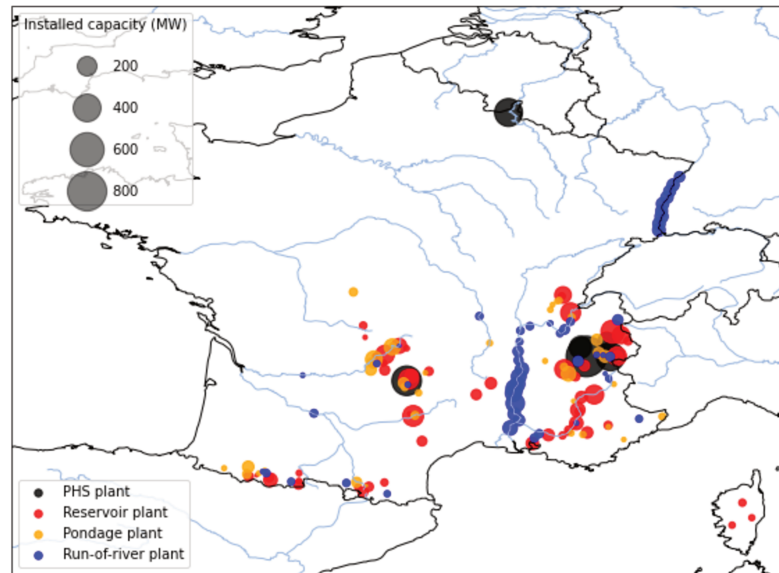 Installed capacity (MW)
200
400
600
800
PHS plant
Reservoir plant
Pondage plant
Run-of-river plant